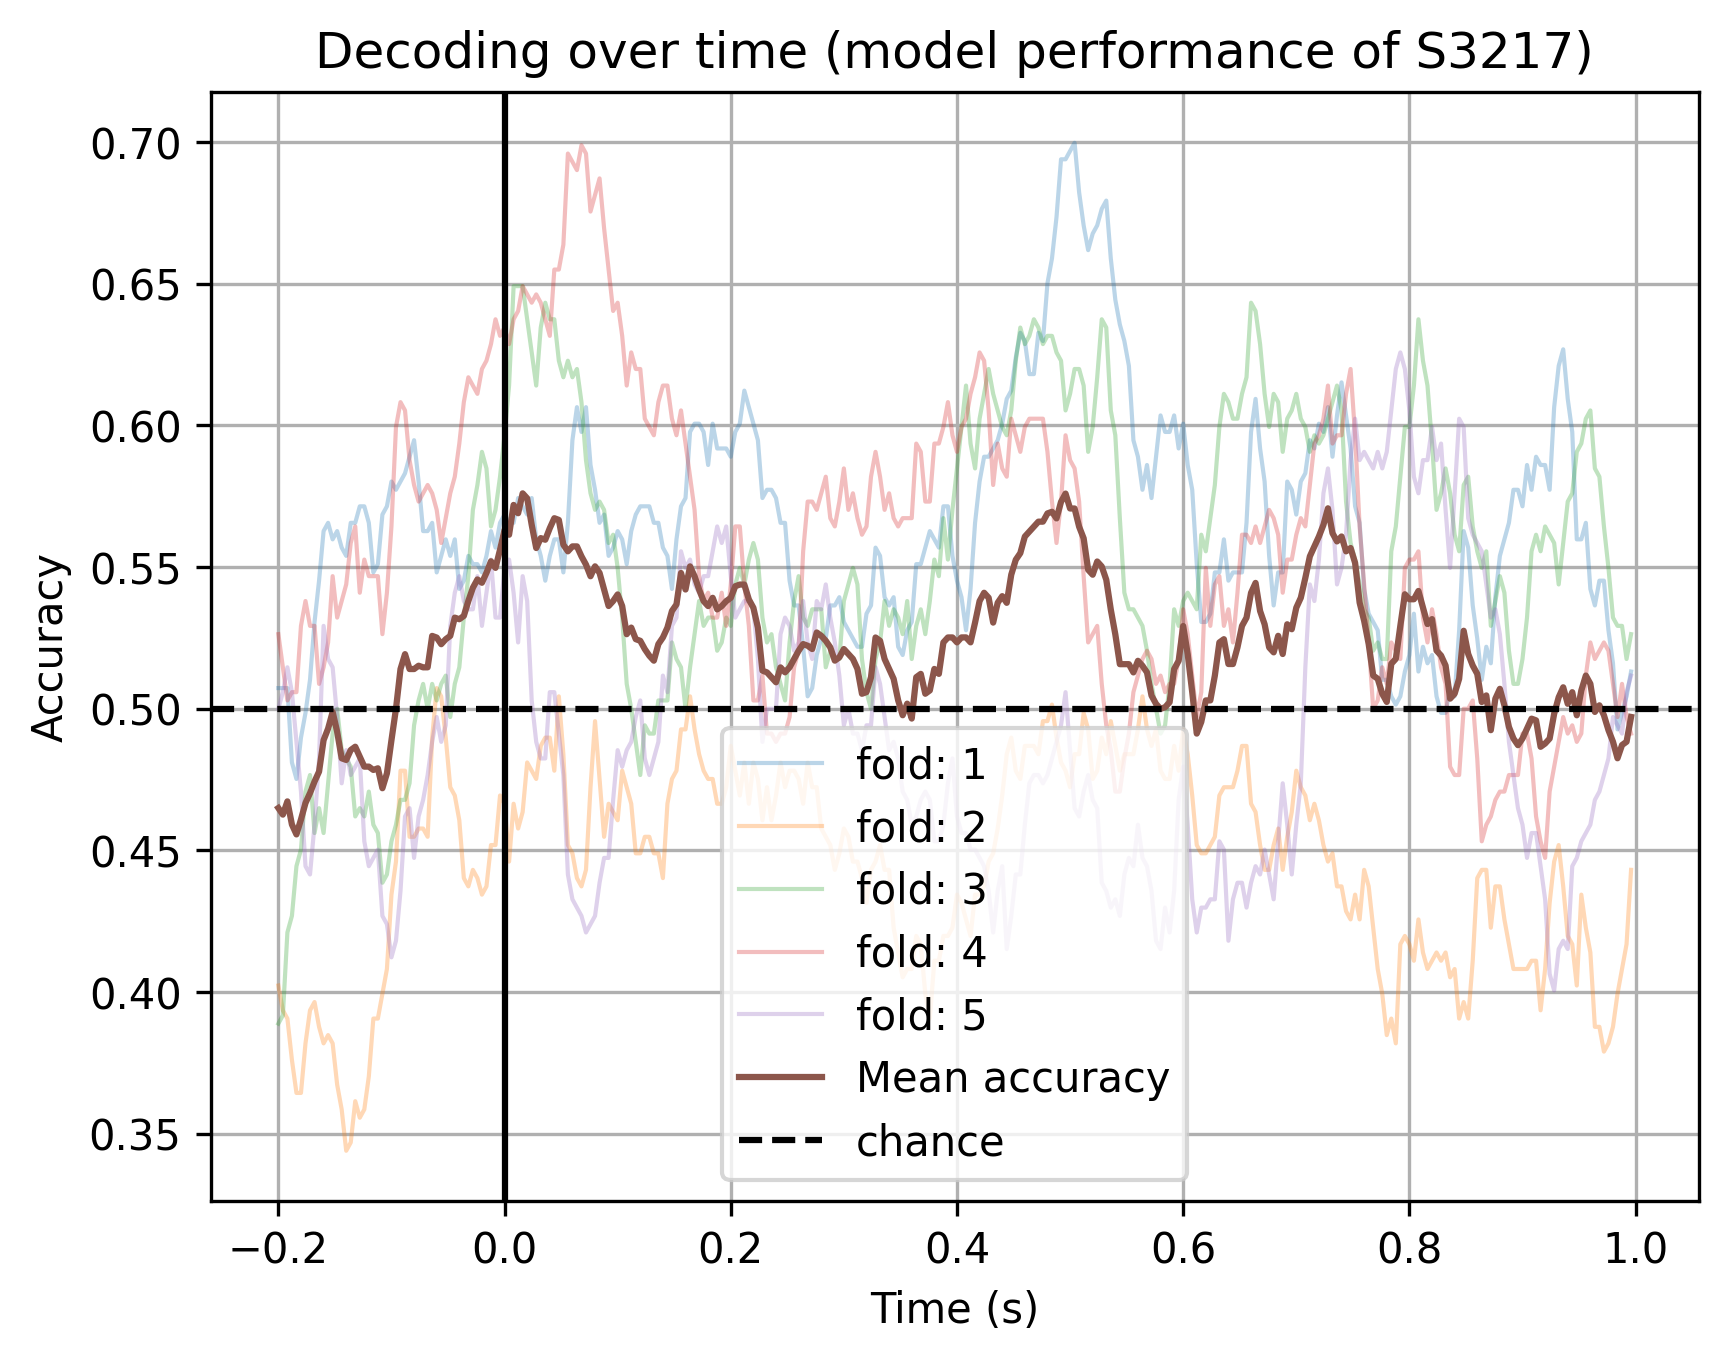 Decoding over time (model performance of S3217)
Accuracy
0.70
0.65
0.60
0.55
0.50
0.45
0.40
0.35
fold: 1
fold: 2
fold: 3
fold: 4
fold: 5
Mean accuracy
chance
−0.2 0.0 0.2 0.4 0.6 0.8 1.0
Time (s)